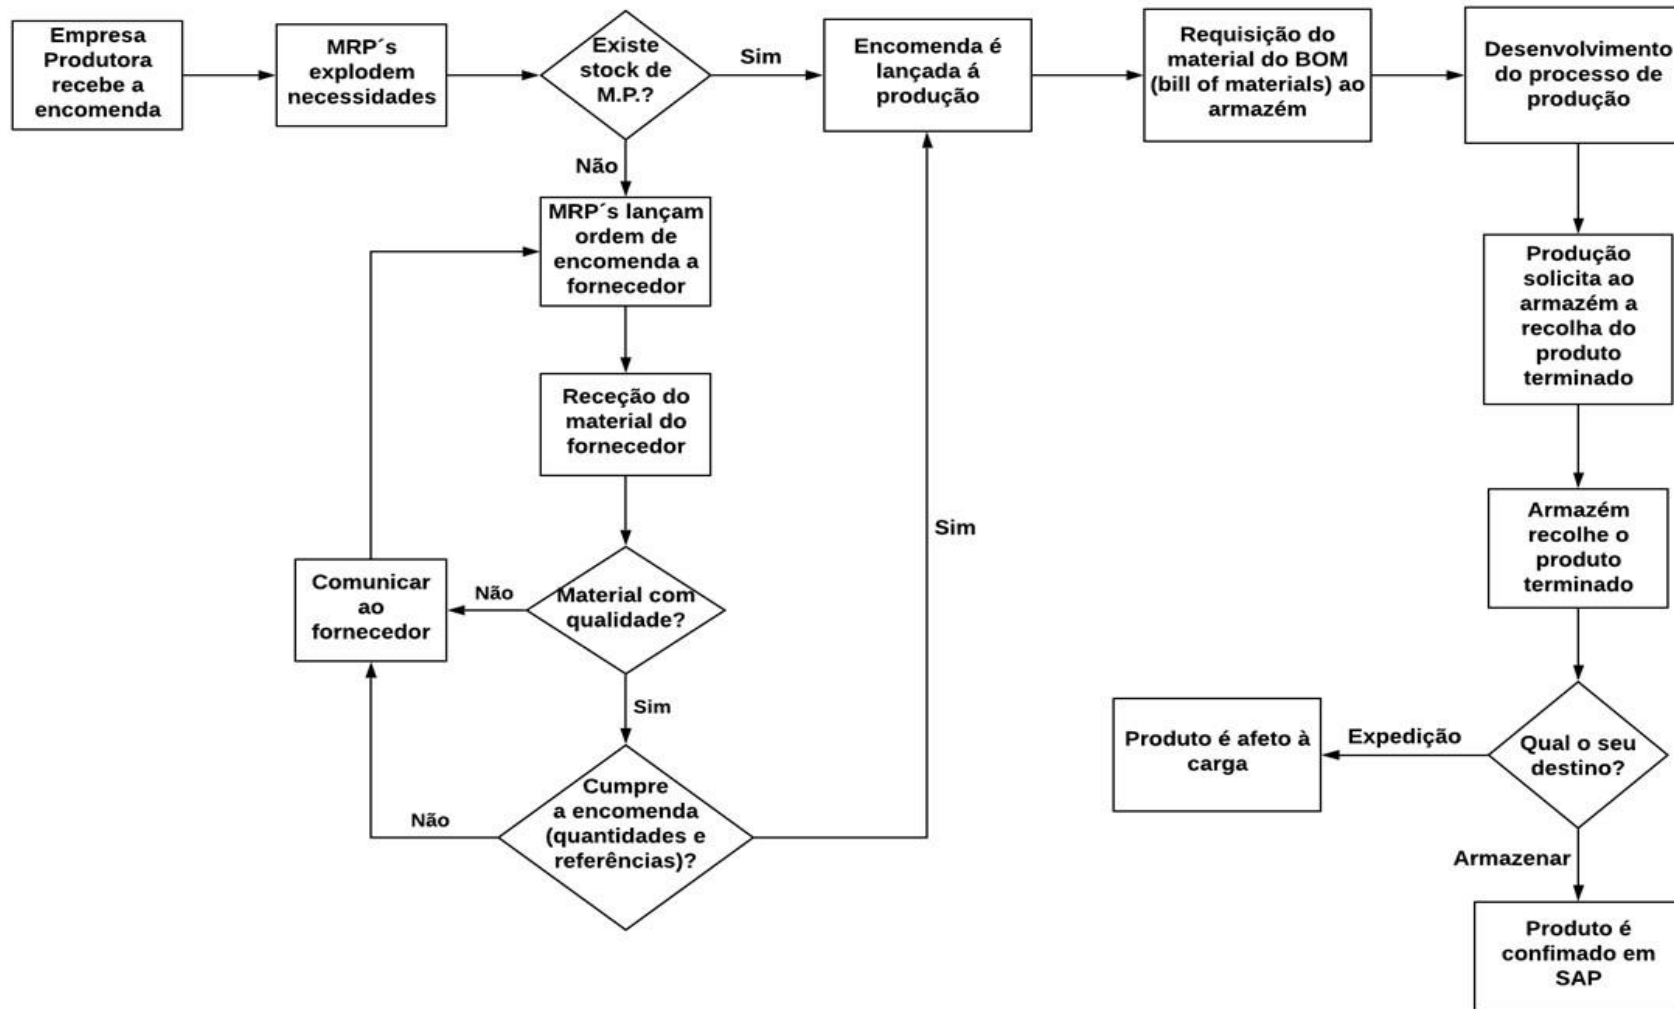 Empresa
Produtora
recebe a
encomenda
MRP´s
explodem
necessidades
Existe
stock de
M.P.?
Sim
Encomenda é
lançada á
produção
Requisição do
material do BOM
(bill of materials) ao
armazém
Desenvolvimento
do processo de
produção
Não
MRP´s lançam
ordem de
encomenda a
fornecedor
Receção do
material do
fornecedor
Material com
qualidade?
Não
Comunicar
ao
fornecedor
Sim
Cumpre
a encomenda
(quantidades e
referências)?
Não
Sim
Produção
solicita ao
armazém a
recolha do
produto
terminado
Armazém
recolhe o
produto
terminado
Qual o seu
destino?
Expedição
Produto é afeto à
carga
Armazenar
Produto é
confimado em
SAP